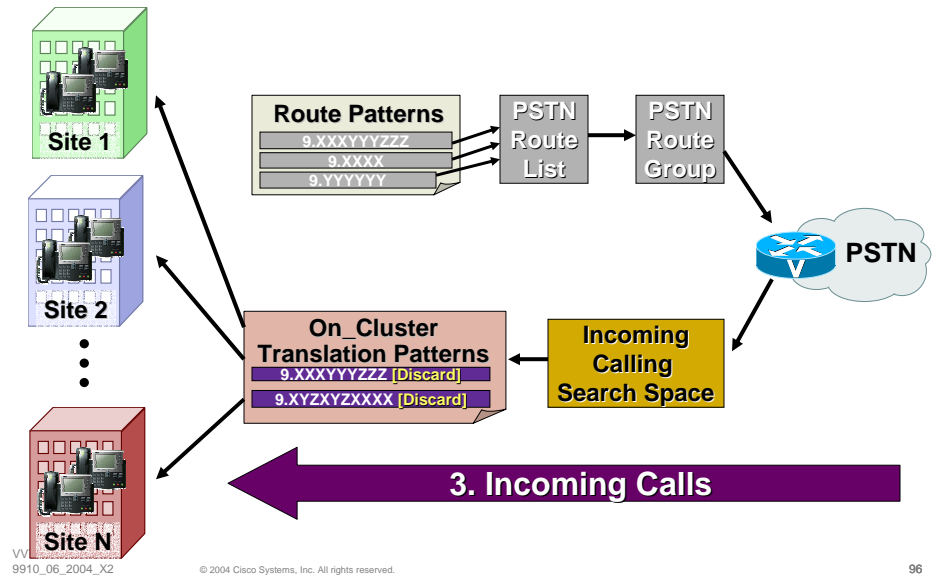 Site 1
Route Patterns
9.XXXYYYZZZ
9.XXXX
9.YYYYYY
PSTN
Route
List
PSTN
Route
Group
V
PSTN
Site 2
On_Cluster
Translation Patterns
9.XXXYYYZZZ [Discard]
9.XYZXYZXXXX [Discard]
Incoming
Calling
Search Space
3. Incoming Calls
Site N
VV
9910_06_2004_X2
© 2004 Cisco Systems, Inc. All rights reserved.
96